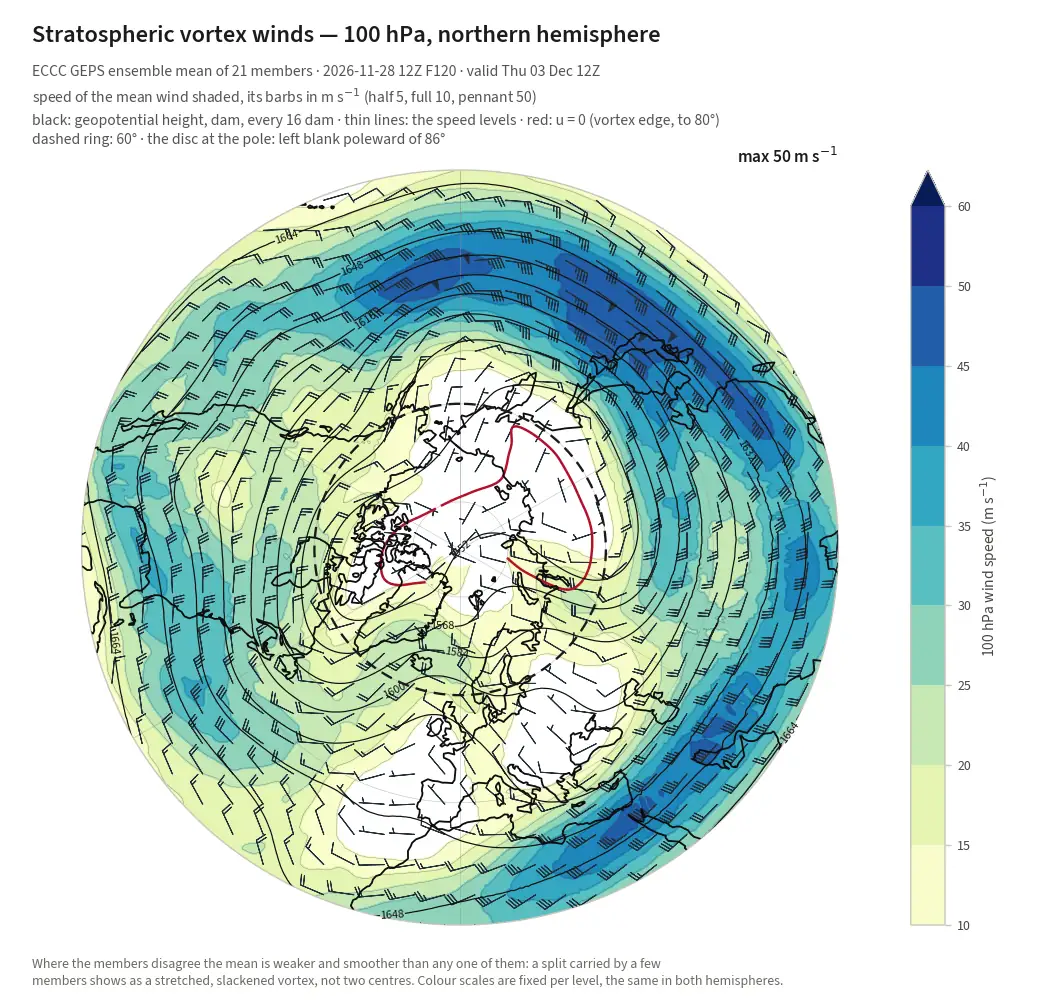 Stratospheric vortex winds — 100 hPa, northern hemisphere
ECCC GEPS ensemble mean of 21 members · 2026-11-28 12Z F120 · valid Thu 03 Dec 12Z
speed of the mean wind shaded, its barbs in m s⁻¹ (half 5, full 10, pennant 50)
black: geopotential height, dam, every 16 dam · thin lines: the speed levels · red: u = 0 (vortex edge, to 80°)
dashed ring: 60° · the disc at the pole: left blank poleward of 86°
max 50 m s⁻¹
60
50
45
40
35
30
25
20
15
10
100 hPa wind speed (m s⁻¹)
1664
1648
1616
1632
1552
1568
1584
1600
1664
1664
1648
Where the members disagree the mean is weaker and smoother than any one of them: a split carried by a few
members shows as a stretched, slackened vortex, not two centres. Colour scales are fixed per level, the same in both hemispheres.